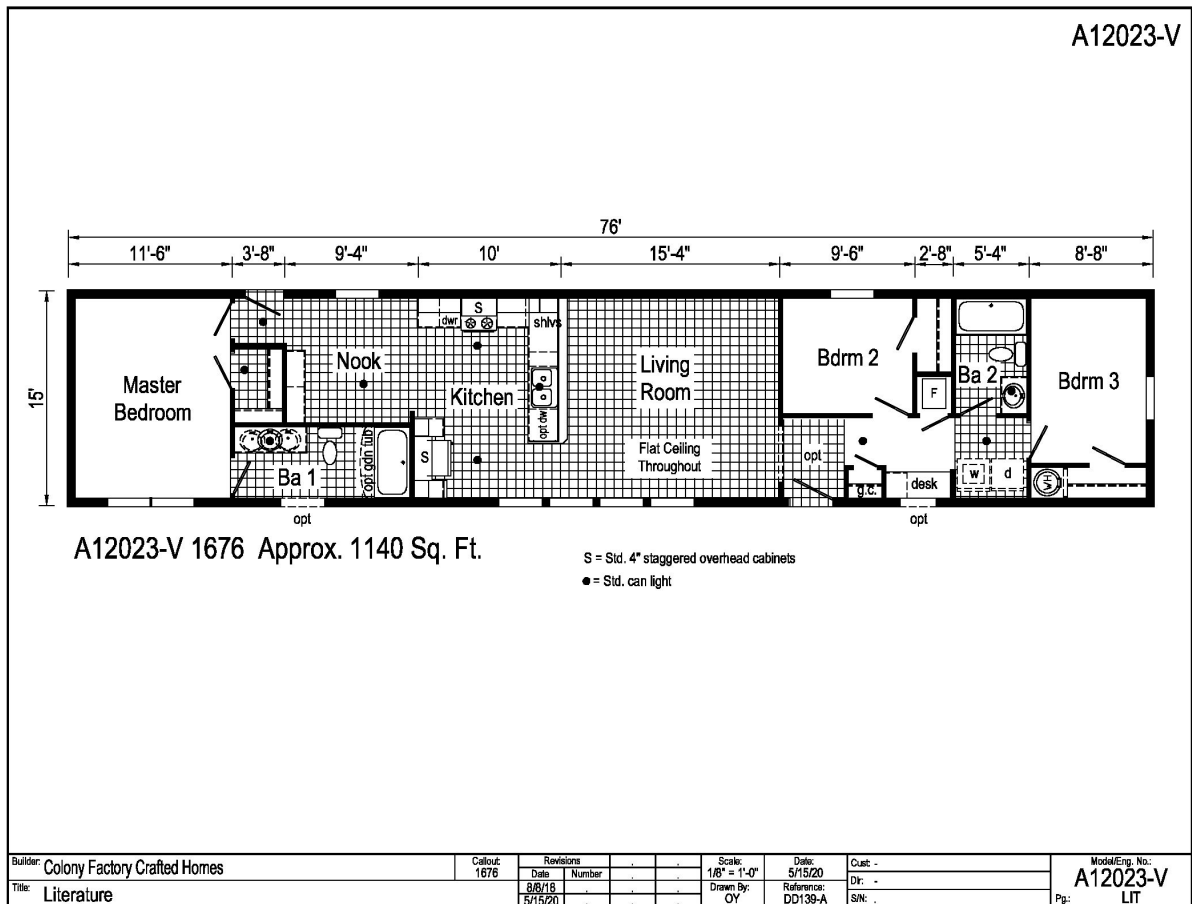 A12023-V
76'
11'-6" 3'-8" 9'-4" 10' 15'-4" 9'-6" 2'-8" 5'-4" 8'-8"
15'
Master
Bedroom
Nook
dwr
S
shlvs
Kitchen
opt dw
S
Ba 1
opt gdn tub
Living
Room
Flat Ceiling
Throughout
Bdrm 2
F
Ba 2
Bdrm 3
opt
g.c.
desk
w
d
WH
opt
opt
A12023-V 1676 Approx. 1140 Sq. Ft.
S = Std. 4" staggered overhead cabinets
● = Std. can light
Builder: Colony Factory Crafted Homes
Title: Literature
Callout:
1676
Revisions
Date Number
8/8/18
5/15/20
Scale:
1/8" = 1'-0"
Drawn By:
OY
Date:
5/15/20
Reference:
DD139-A
Cust: -
Dlr: -
S/N: .
Model/Eng. No.:
A12023-V
Pg.: LIT